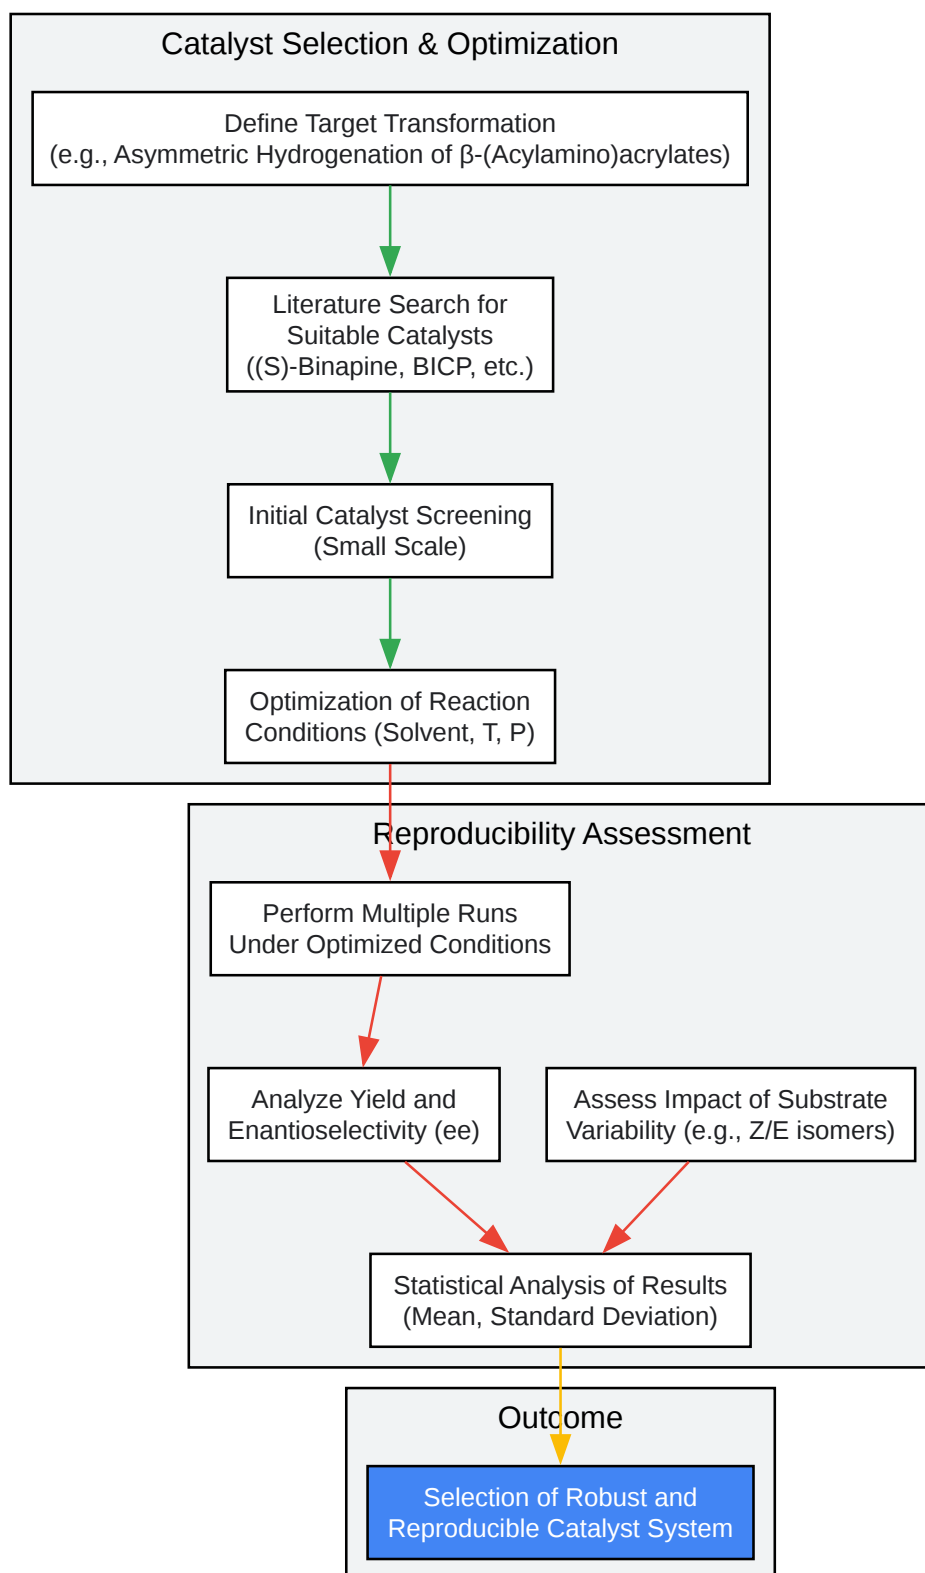 Catalyst Selection & Optimization
Define Target Transformation
(e.g., Asymmetric Hydrogenation of β-(Acylamino)acrylates)
Literature Search for
Suitable Catalysts
((S)-Binapine, BICP, etc.)
Initial Catalyst Screening
(Small Scale)
Optimization of Reaction
Conditions (Solvent, T, P)
Reproducibility Assessment
Perform Multiple Runs
Under Optimized Conditions
Analyze Yield and
Enantioselectivity (ee)
Assess Impact of Substrate
Variability (e.g., Z/E isomers)
Statistical Analysis of Results
(Mean, Standard Deviation)
Outcome
Selection of Robust and
Reproducible Catalyst System